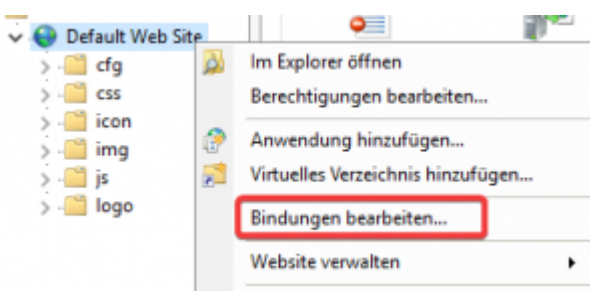 Default Web Site
cfg
css
icon
img
js
logo
Im Explorer öffnen
Berechtigungen bearbeiten...
Anwendung hinzufügen...
Virtuelles Verzeichnis hinzufügen...
Bindungen bearbeiten...
Website verwalten